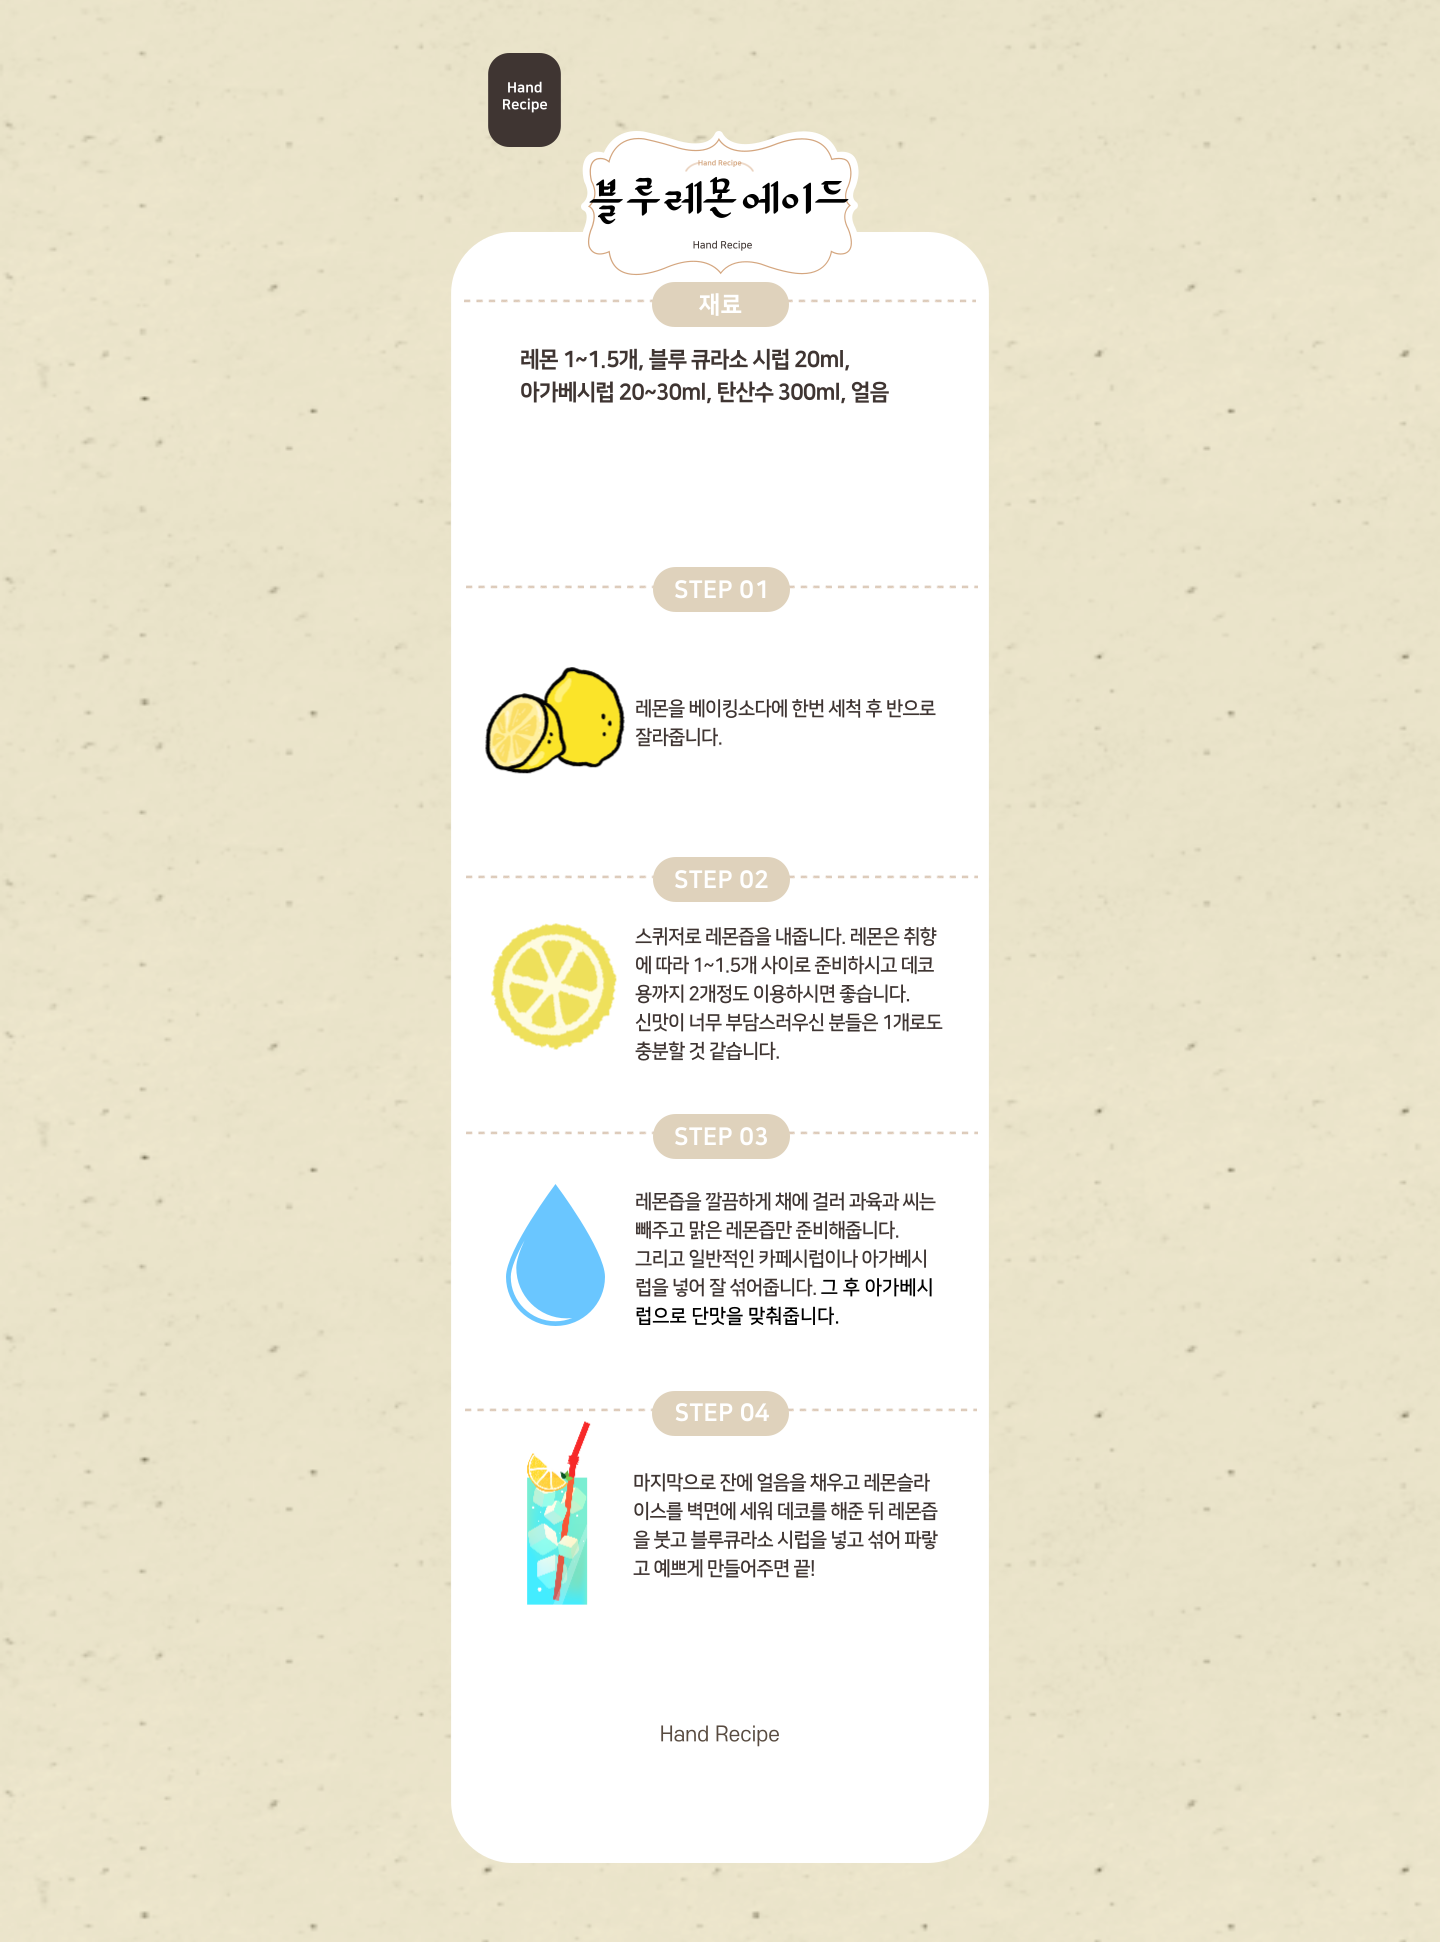 Hand
Recipe
Hand Recipe
블루레몬에이드
Hand Recipe
재료
레몬 1~1.5개, 블루 큐라소 시럽 20ml,
아가베시럽 20~30ml, 탄산수 300ml, 얼음
STEP 01
레몬을 베이킹소다에 한번 세척 후 반으로
잘라줍니다.
STEP 02
스퀴저로 레몬즙을 내줍니다. 레몬은 취향
에 따라 1~1.5개 사이로 준비하시고 데코
용까지 2개정도 이용하시면 좋습니다.
신맛이 너무 부담스러우신 분들은 1개로도
충분할 것 같습니다.
STEP 03
레몬즙을 깔끔하게 채에 걸러 과육과 씨는
빼주고 맑은 레몬즙만 준비해줍니다.
그리고 일반적인 카페시럽이나 아가베시
럽을 넣어 잘 섞어줍니다. 그 후 아가베시
럽으로 단맛을 맞춰줍니다.
STEP 04
마지막으로 잔에 얼음을 채우고 레몬슬라
이스를 벽면에 세워 데코를 해준 뒤 레몬즙
을 붓고 블루큐라소 시럽을 넣고 섞어 파랗
고 예쁘게 만들어주면 끝!
Hand Recipe